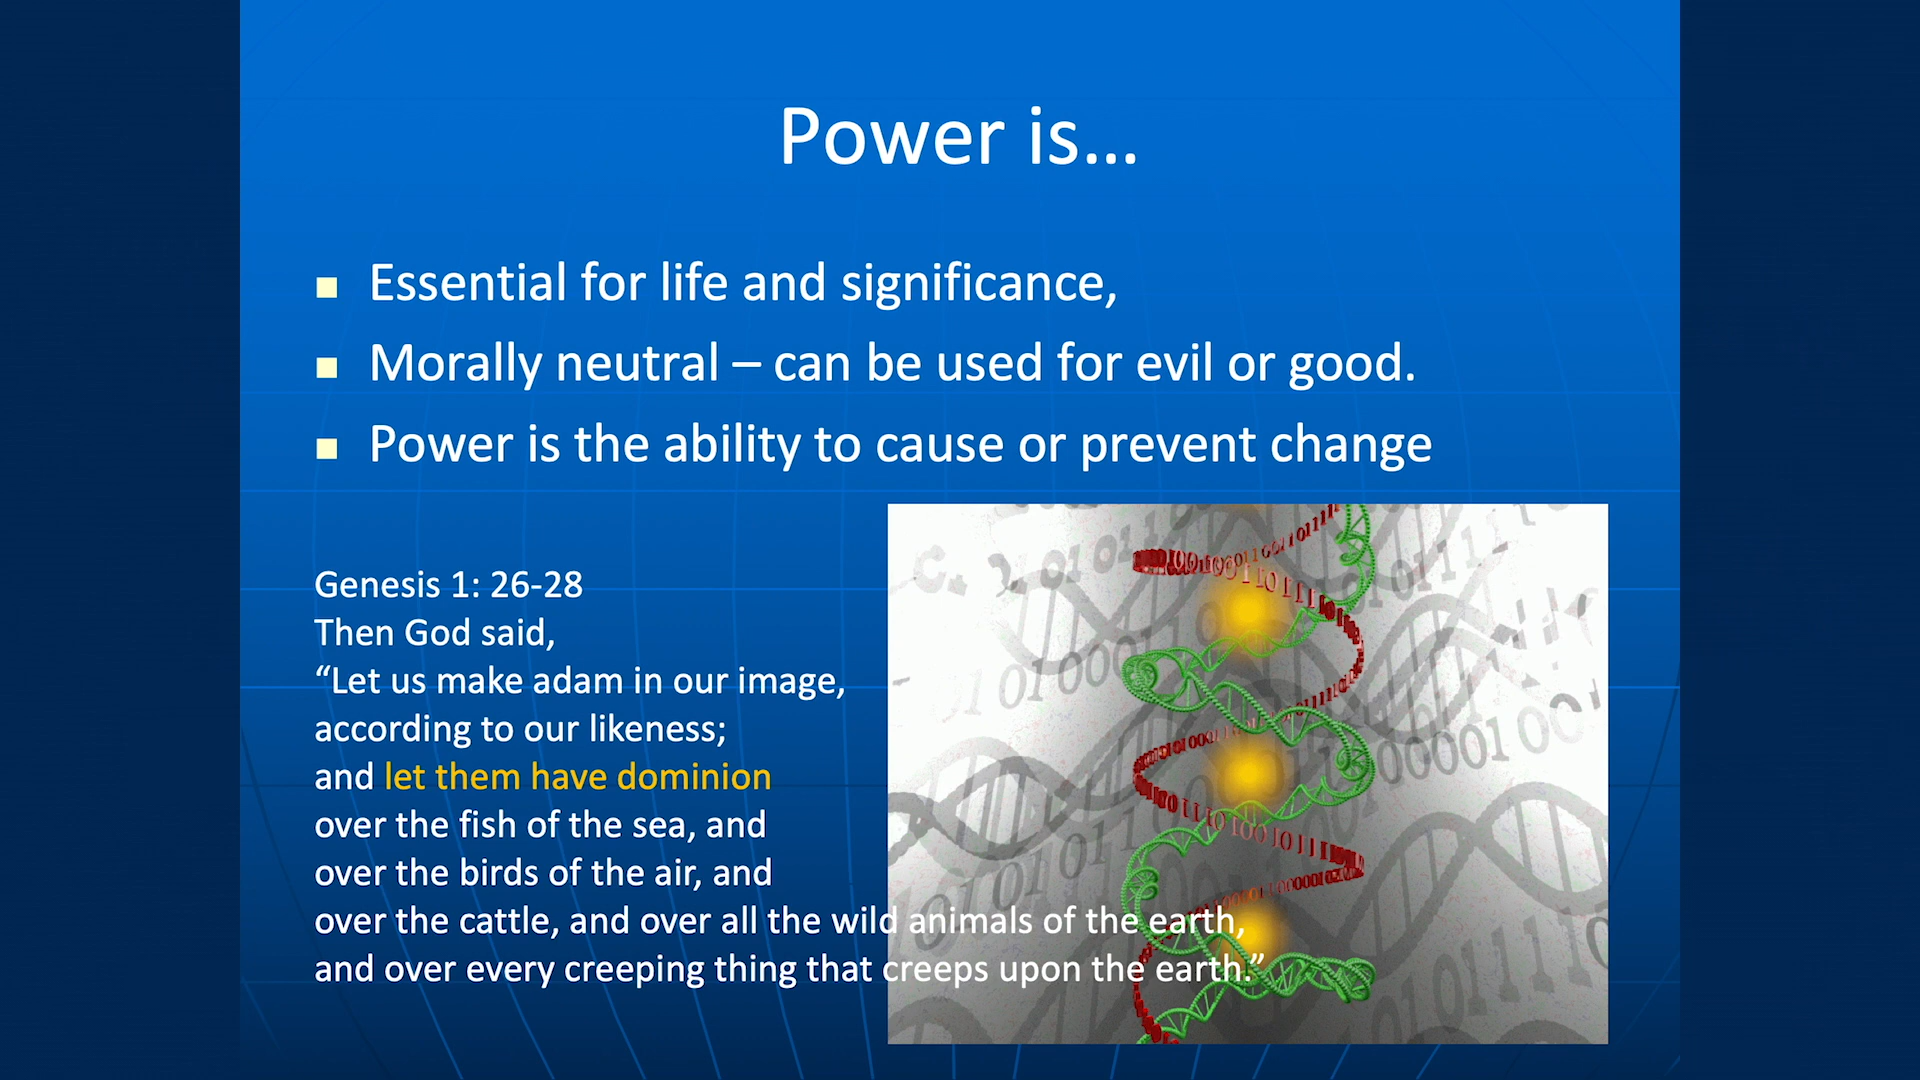 Power is...
Essential for life and significance,
Morally neutral – can be used for evil or good.
Power is the ability to cause or prevent change
Genesis 1: 26-28
Then God said,
“Let us make adam in our image,
according to our likeness;
and let them have dominion
over the fish of the sea, and
over the birds of the air, and
over the cattle, and over all the wild animals of the earth,
and over every creeping thing that creeps upon the earth.”